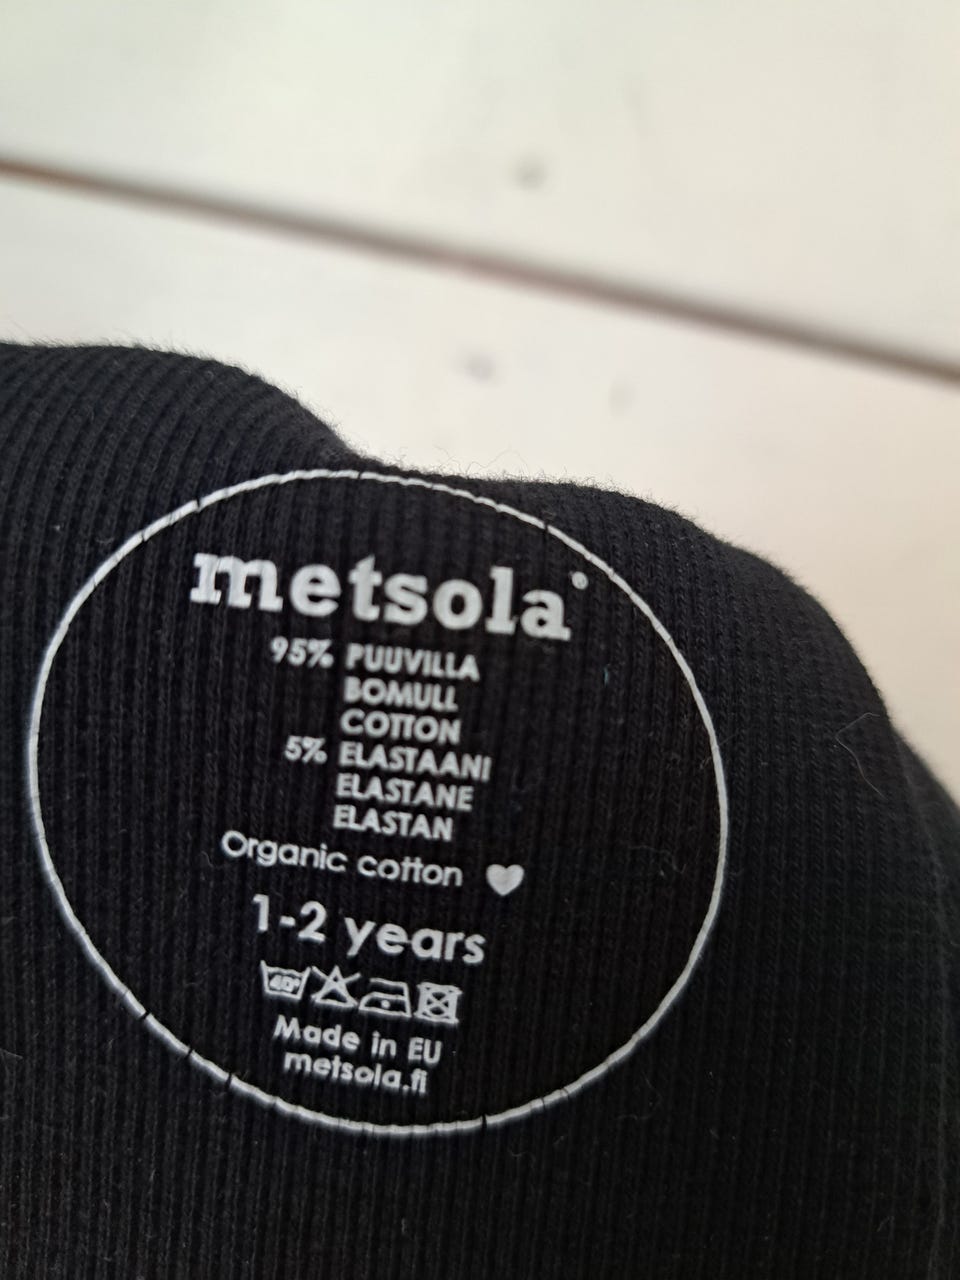 metsola®
95% PUUVILLA
BOMULL
COTTON
5% ELASTAANI
ELASTANE
ELASTAN
Organic cotton
1-2 years
40°
Made in EU
metsola.fi